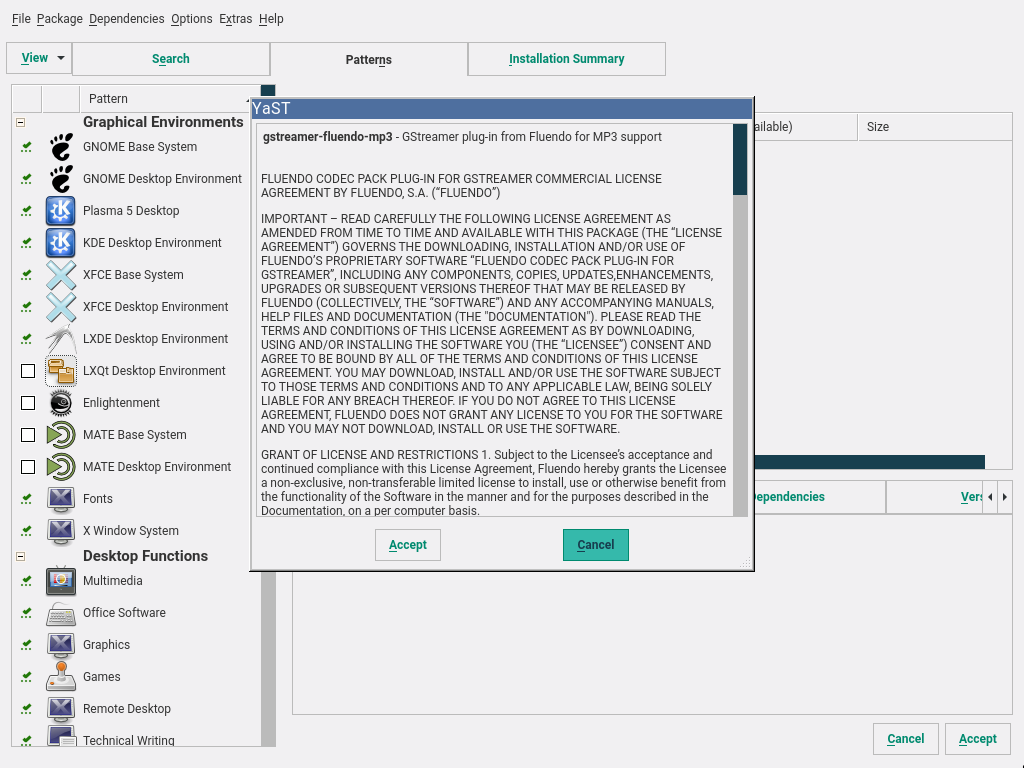 File Package Dependencies Options Extras Help
View Search Patterns Installation Summary
Pattern
Graphical Environments
GNOME Base System
GNOME Desktop Environment
Plasma 5 Desktop
KDE Desktop Environment
XFCE Base System
XFCE Desktop Environment
LXDE Desktop Environment
LXQt Desktop Environment
Enlightenment
MATE Base System
MATE Desktop Environment
Fonts
X Window System
Desktop Functions
Multimedia
Office Software
Graphics
Games
Remote Desktop
Technical Writing
YaST
gstreamer-fluendo-mp3 - GStreamer plug-in from Fluendo for MP3 support
FLUENDO CODEC PACK PLUG-IN FOR GSTREAMER COMMERCIAL LICENSE
AGREEMENT BY FLUENDO, S.A. (“FLUENDO”)
IMPORTANT – READ CAREFULLY THE FOLLOWING LICENSE AGREEMENT AS
AMENDED FROM TIME TO TIME AND AVAILABLE WITH THIS PACKAGE (THE “LICENSE
AGREEMENT”) GOVERNS THE DOWNLOADING, INSTALLATION AND/OR USE OF
FLUENDO’S PROPRIETARY SOFTWARE “FLUENDO CODEC PACK PLUG-IN FOR
GSTREAMER”, INCLUDING ANY COMPONENTS, COPIES, UPDATES,ENHANCEMENTS,
UPGRADES OR SUBSEQUENT VERSIONS THEREOF THAT MAY BE RELEASED BY
FLUENDO (COLLECTIVELY, THE “SOFTWARE”) AND ANY ACCOMPANYING MANUALS,
HELP FILES AND DOCUMENTATION (THE "DOCUMENTATION"). PLEASE READ THE
TERMS AND CONDITIONS OF THIS LICENSE AGREEMENT AS BY DOWNLOADING,
USING AND/OR INSTALLING THE SOFTWARE YOU (THE “LICENSEE”) CONSENT AND
AGREE TO BE BOUND BY ALL OF THE TERMS AND CONDITIONS OF THIS LICENSE
AGREEMENT. YOU MAY DOWNLOAD, INSTALL AND/OR USE THE SOFTWARE SUBJECT
TO THOSE TERMS AND CONDITIONS AND TO ANY APPLICABLE LAW, BEING SOLELY
LIABLE FOR ANY BREACH THEREOF. IF YOU DO NOT AGREE TO THIS LICENSE
AGREEMENT, FLUENDO DOES NOT GRANT ANY LICENSE TO YOU FOR THE SOFTWARE
AND YOU MAY NOT DOWNLOAD, INSTALL OR USE THE SOFTWARE.
GRANT OF LICENSE AND RESTRICTIONS 1. Subject to the Licensee’s acceptance and
continued compliance with this License Agreement, Fluendo hereby grants the Licensee
a non-exclusive, non-transferable limited license to install, use or otherwise benefit from
the functionality of the Software in the manner and for the purposes described in the
Documentation, on a per computer basis.
Accept Cancel
ailable) Size
ependencies Vers
Cancel Accept